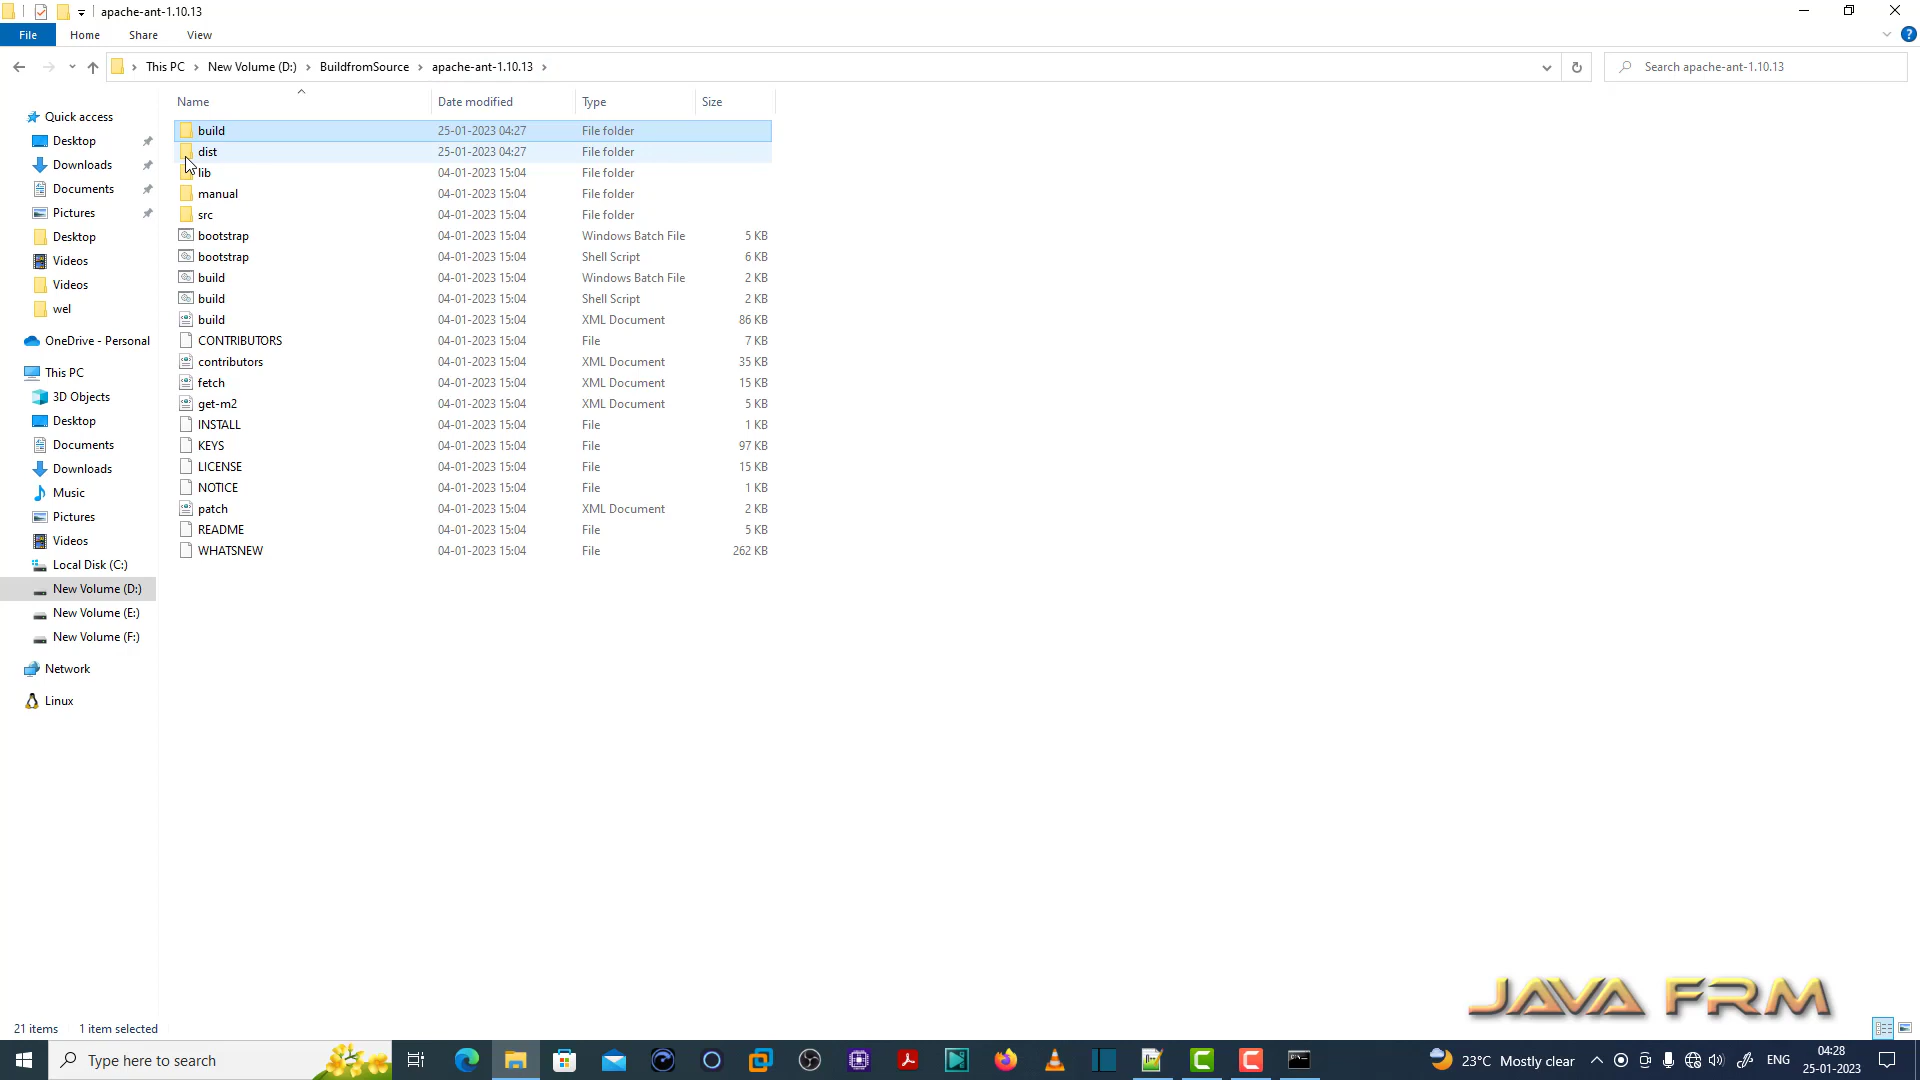 apache-ant-1.10.13
File Home Share View
This PC New Volume (D:) BuildfromSource apache-ant-1.10.13
Search apache-ant-1.10.13
Name Date modified Type Size
Quick access
Desktop
Downloads
Documents
Pictures
Desktop
Videos
Videos
wel
OneDrive - Personal
This PC
3D Objects
Desktop
Documents
Downloads
Music
Pictures
Videos
Local Disk (C:)
New Volume (D:)
New Volume (E:)
New Volume (F:)
Network
Linux
build 25-01-2023 04:27 File folder
dist 25-01-2023 04:27 File folder
lib 04-01-2023 15:04 File folder
manual 04-01-2023 15:04 File folder
src 04-01-2023 15:04 File folder
bootstrap 04-01-2023 15:04 Windows Batch File 5 KB
bootstrap 04-01-2023 15:04 Shell Script 6 KB
build 04-01-2023 15:04 Windows Batch File 2 KB
build 04-01-2023 15:04 Shell Script 2 KB
build 04-01-2023 15:04 XML Document 86 KB
CONTRIBUTORS 04-01-2023 15:04 File 7 KB
contributors 04-01-2023 15:04 XML Document 35 KB
fetch 04-01-2023 15:04 XML Document 15 KB
get-m2 04-01-2023 15:04 XML Document 5 KB
INSTALL 04-01-2023 15:04 File 1 KB
KEYS 04-01-2023 15:04 File 97 KB
LICENSE 04-01-2023 15:04 File 15 KB
NOTICE 04-01-2023 15:04 File 1 KB
patch 04-01-2023 15:04 XML Document 2 KB
README 04-01-2023 15:04 File 5 KB
WHATSNEW 04-01-2023 15:04 File 262 KB
JAVA FRM
21 items 1 item selected
Type here to search
23°C Mostly clear
ENG
04:28
25-01-2023